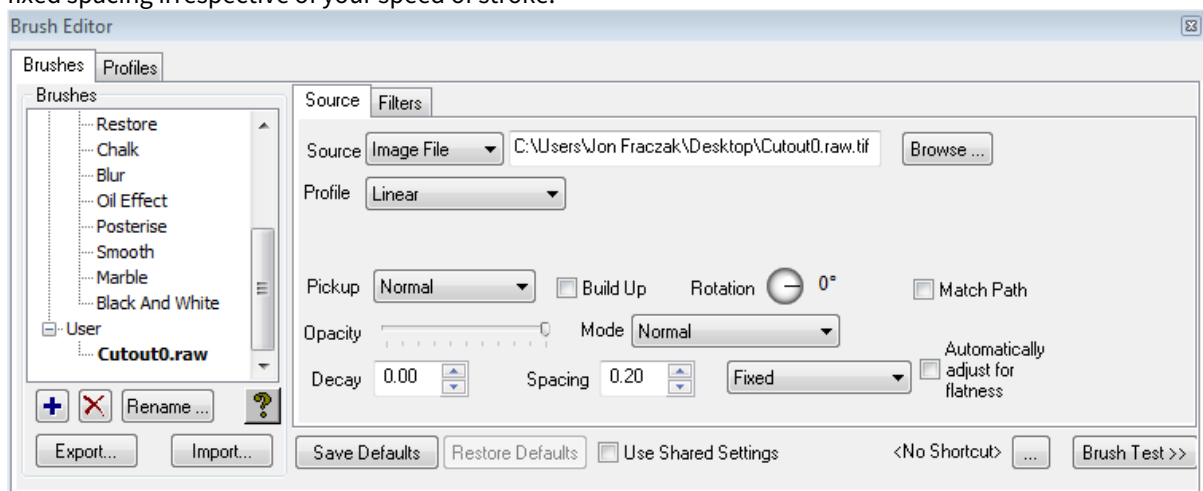 fixed spacing irrespective of your speed of stroke.
Brush Editor
Brushes Profiles
Brushes
Restore
Chalk
Blur
Oil Effect
Posterise
Smooth
Marble
Black And White
User
Cutout0.raw
Rename ...
Export... Import...
Source Filters
Source Image File C:\Users\Jon Fraczak\Desktop\Cutout0.raw.tif Browse ...
Profile Linear
Pickup Normal Build Up Rotation 0° Match Path
Opacity Mode Normal
Decay 0.00 Spacing 0.20 Fixed
Automatically
adjust for
flatness
Save Defaults Restore Defaults Use Shared Settings <No Shortcut> ... Brush Test >>